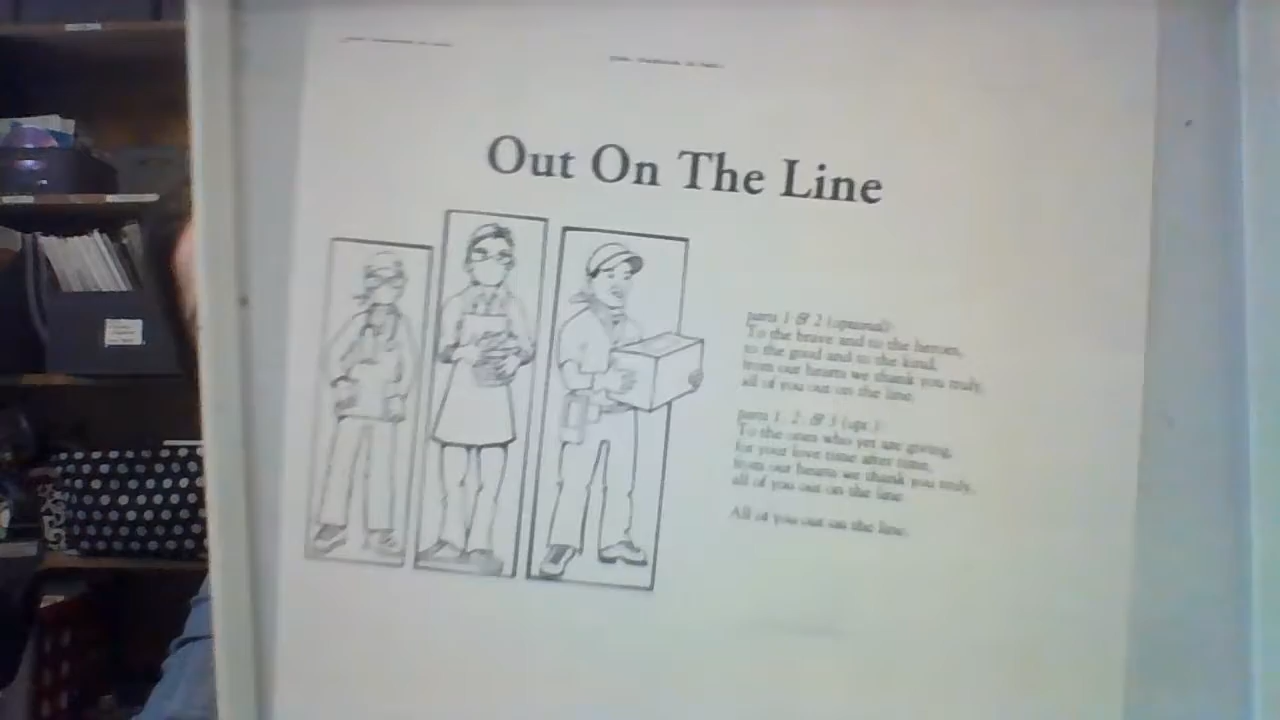 Out On The Line
parts 1 & 2 (optional):
To the brave and to the heroes,
to the good and to the kind,
from our hearts we thank you truly,
all of you out on the line.
parts 1, 2, & 3 (opt.):
To the ones who yet are giving,
for your love time after time,
from our hearts we thank you truly,
all of you out on the line.
All of you out on the line.